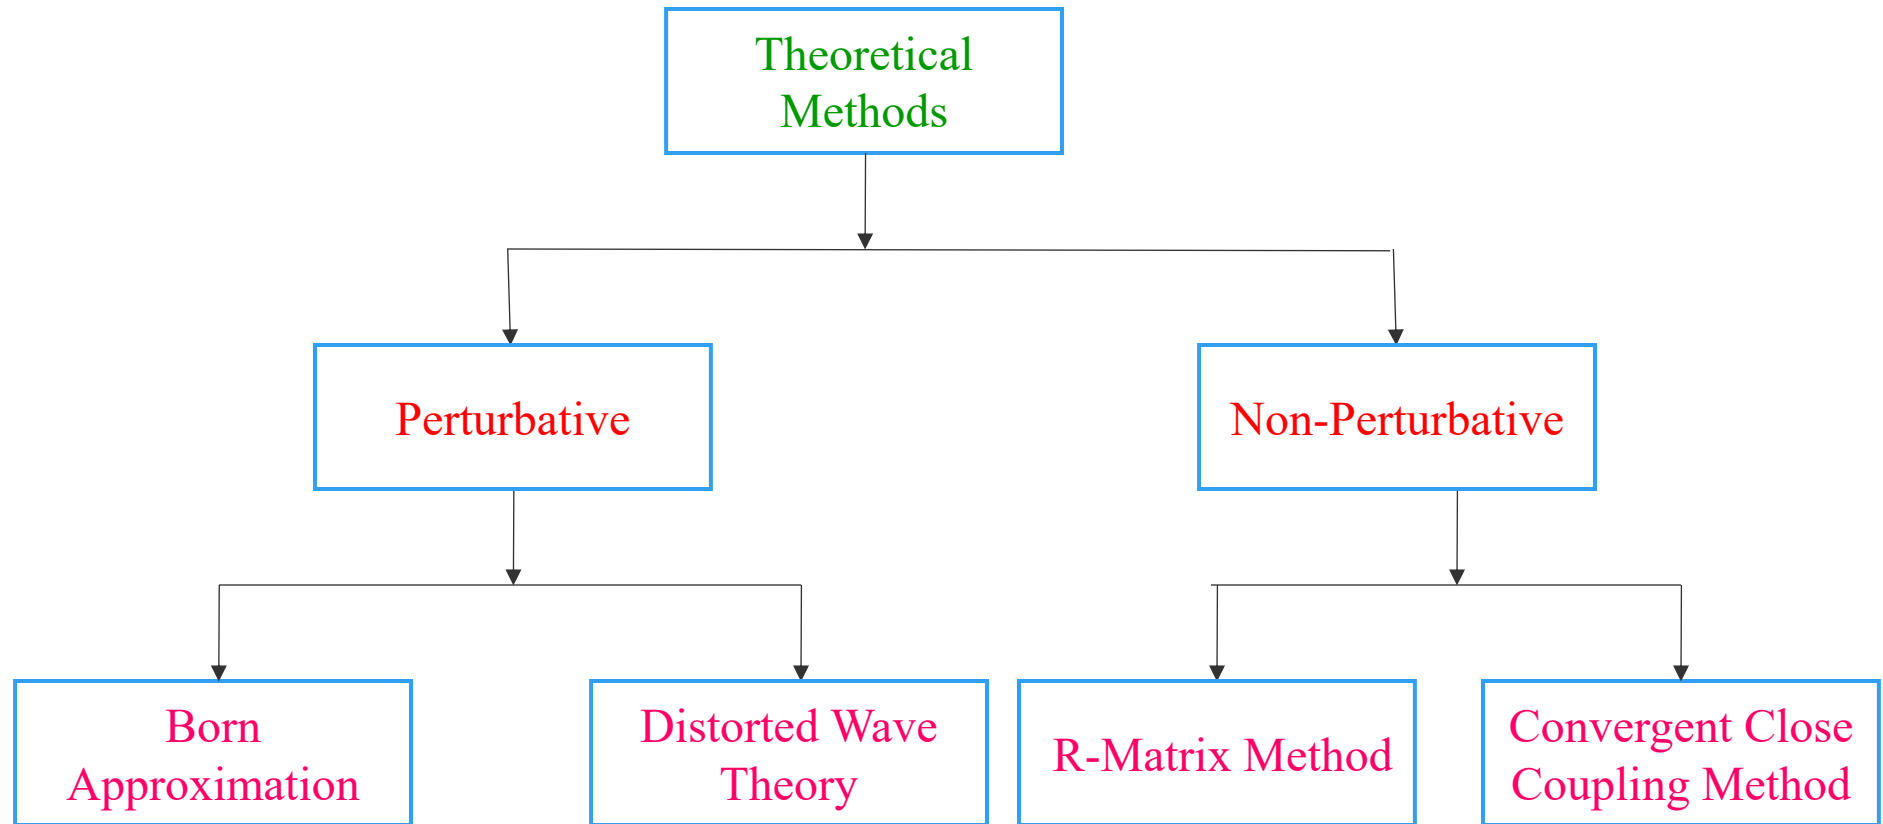 Theoretical
Methods
Perturbative
Non-Perturbative
Born
Approximation
Distorted Wave
Theory
R-Matrix Method
Convergent Close
Coupling Method